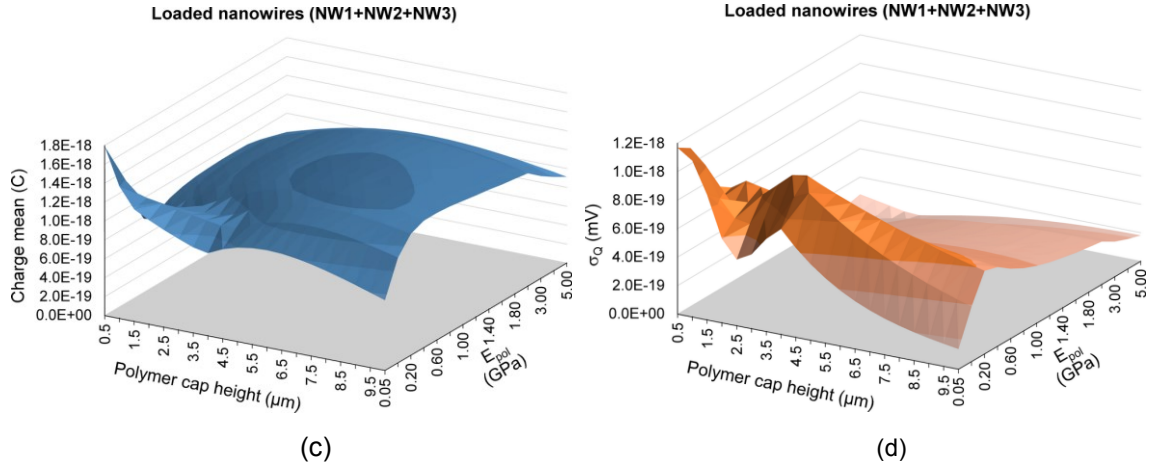 Loaded nanowires (NW1+NW2+NW3)
Charge mean (C)
1.8E-18
1.6E-18
1.4E-18
1.2E-18
1.0E-18
8.0E-19
6.0E-19
4.0E-19
2.0E-19
0.0E+00
0.5
1.5
2.5
3.5
4.5
5.5
6.5
7.5
8.5
9.5
Polymer cap height (µm)
0.05
0.20
0.60
1.00
1.40
1.80
3.00
5.00
E_pol
(GPa)
(c)
Loaded nanowires (NW1+NW2+NW3)
σ_Q (mV)
1.2E-18
1.0E-18
8.0E-19
6.0E-19
4.0E-19
2.0E-19
0.0E+00
0.5
1.5
2.5
3.5
4.5
5.5
6.5
7.5
8.5
9.5
Polymer cap height (µm)
0.05
0.20
0.60
1.00
1.40
1.80
3.00
5.00
E_pol
(GPa)
(d)